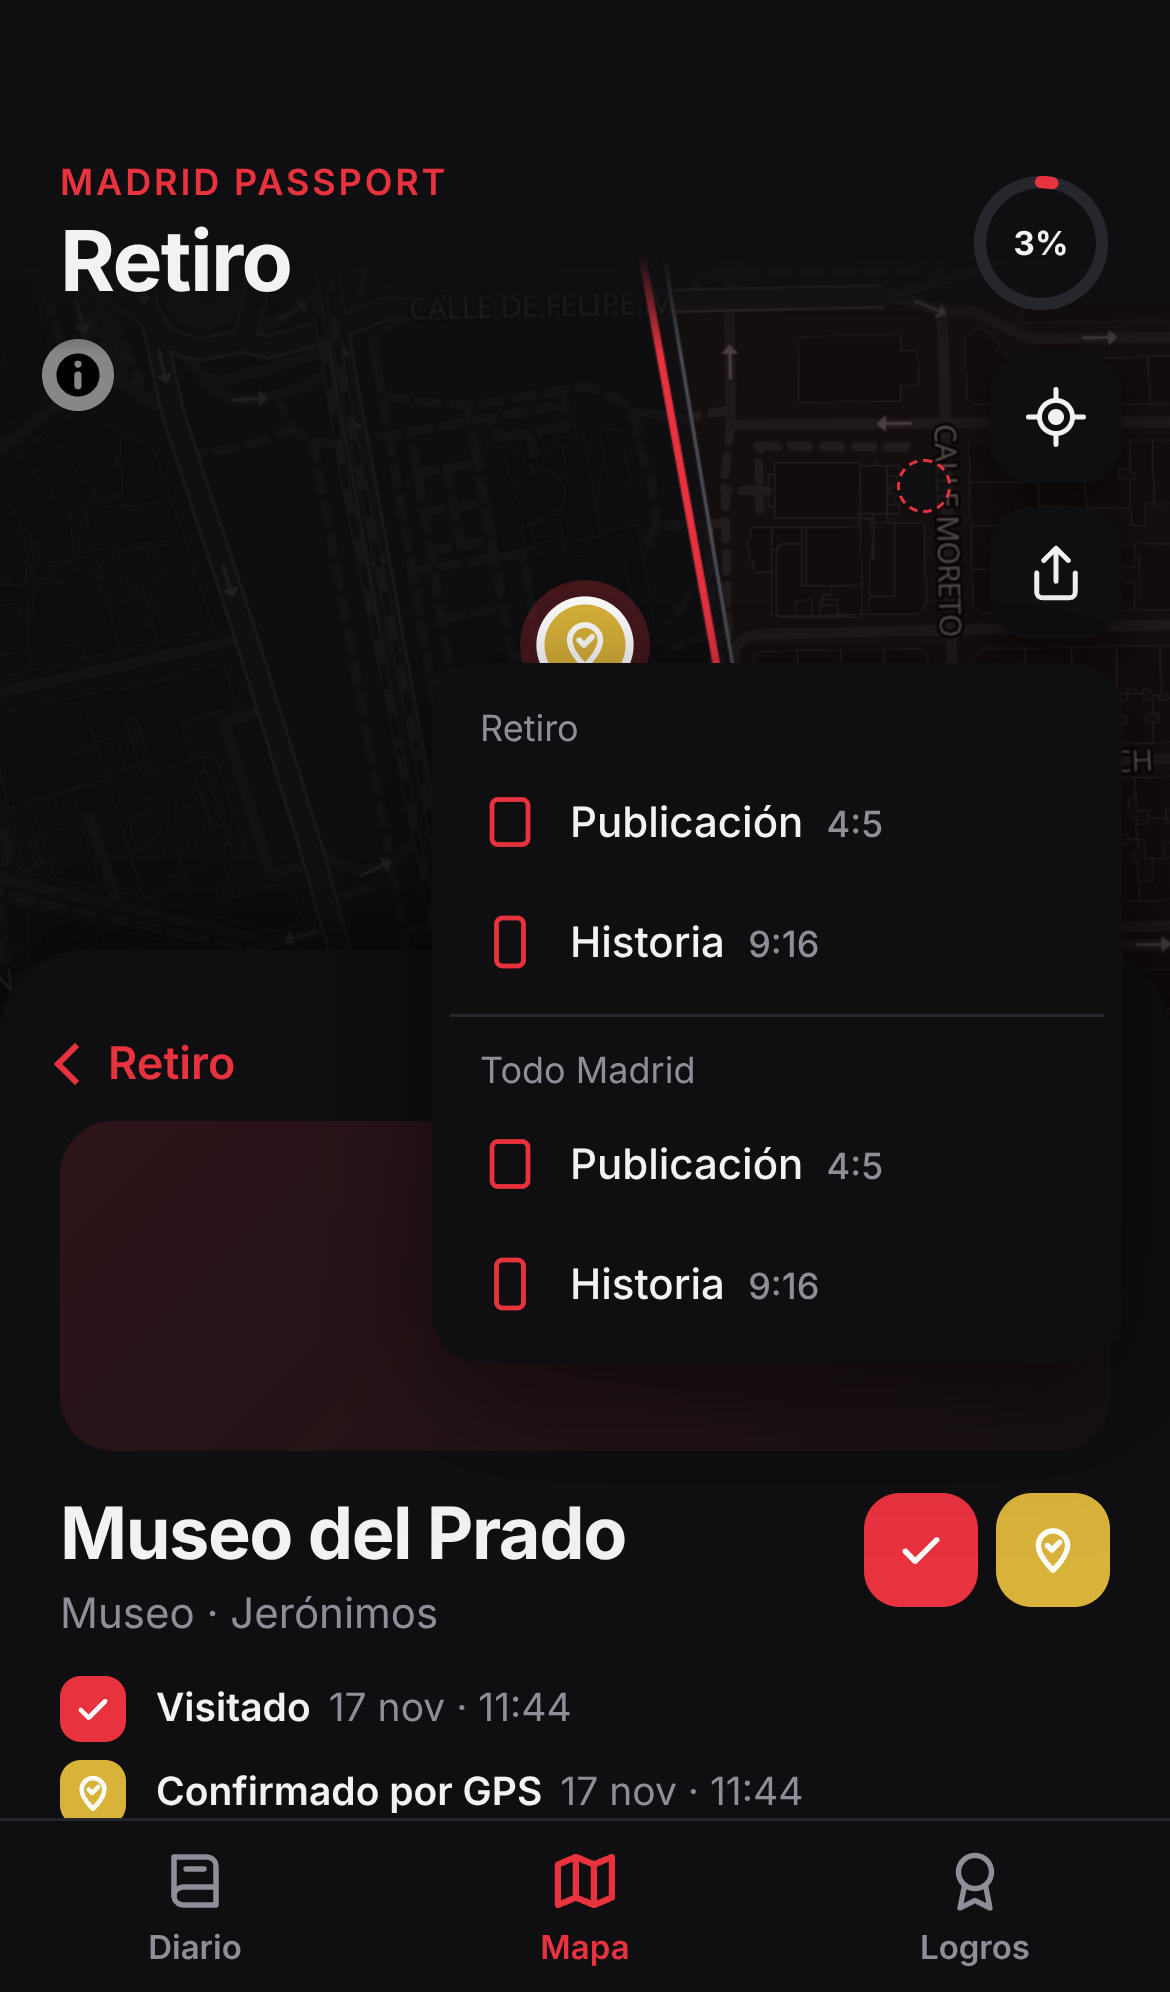 MADRID PASSPORT
Retiro
3%
CALLE DE FELIPE IV
CALLE MORETO
Retiro
Publicación 4:5
Historia 9:16
Todo Madrid
Publicación 4:5
Historia 9:16
Retiro
Museo del Prado
Museo · Jerónimos
Visitado 17 nov · 11:44
Confirmado por GPS 17 nov · 11:44
Diario
Mapa
Logros